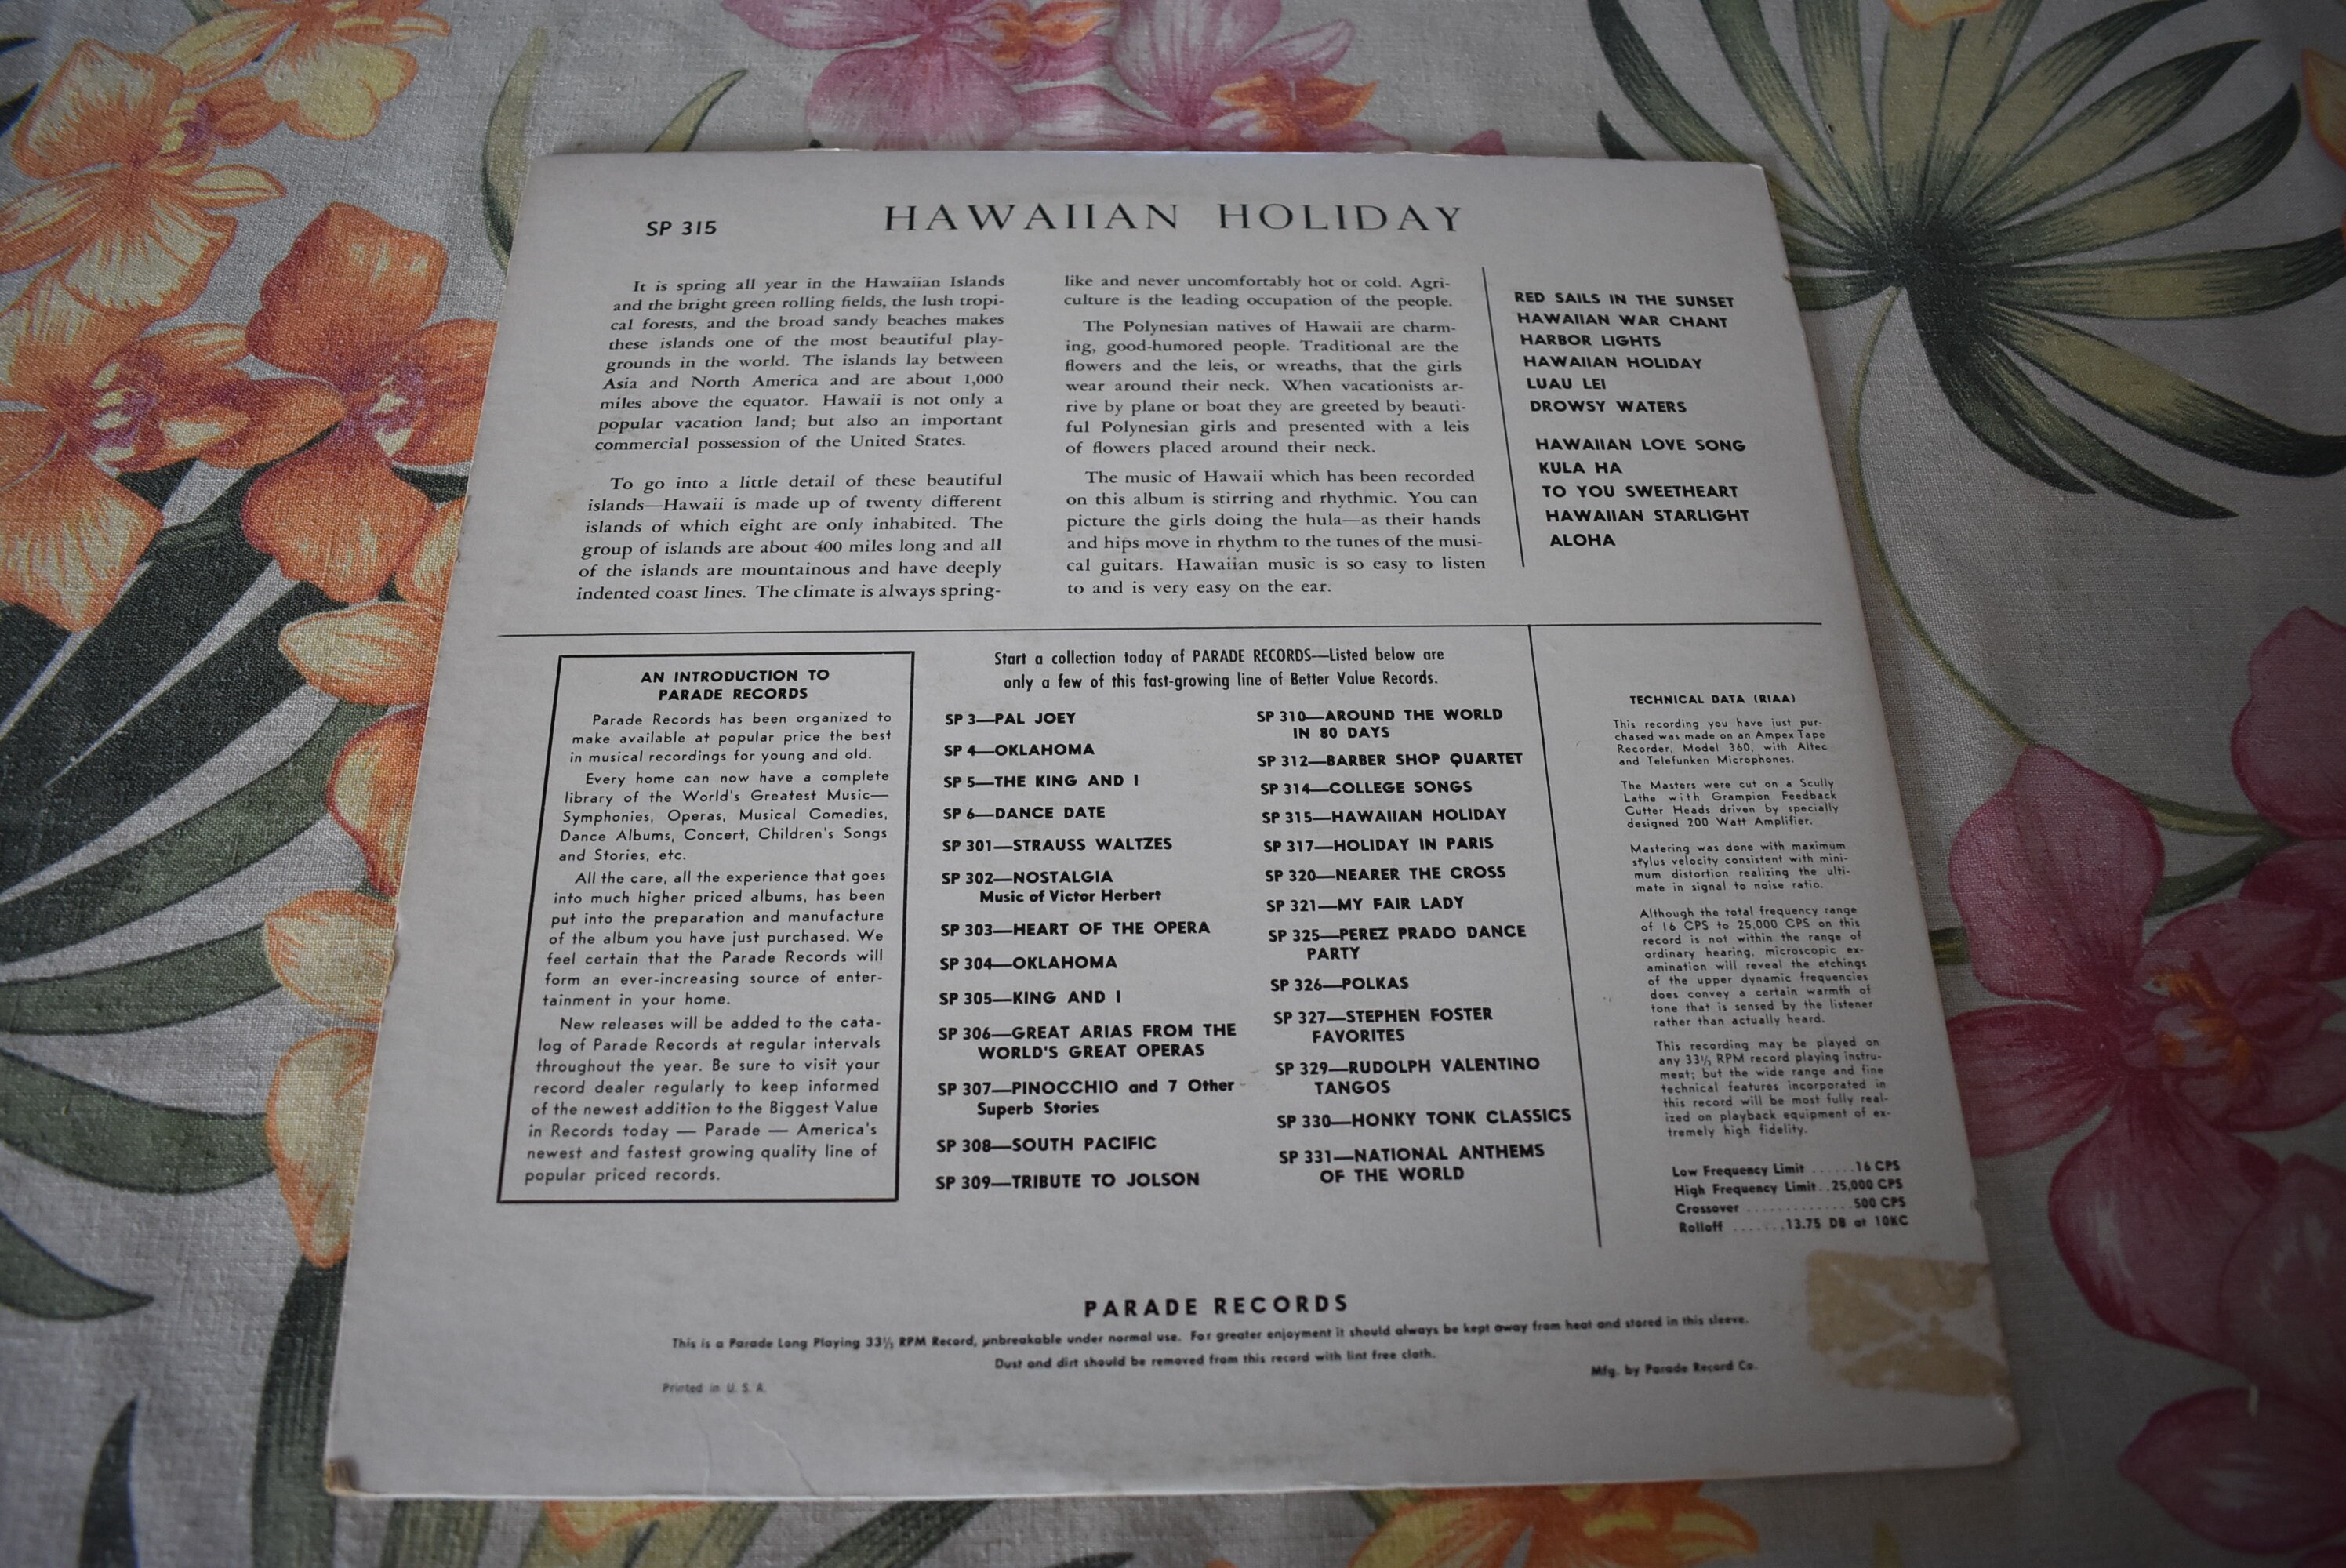 SP 315
HAWAIIAN HOLIDAY
It is spring all year in the Hawaiian Islands
and the bright green rolling fields, the lush tropi-
cal forests, and the broad sandy beaches makes
these islands one of the most beautiful play-
grounds in the world. The islands lay between
Asia and North America and are about 1,000
miles above the equator. Hawaii is not only a
popular vacation land; but also an important
commercial possession of the United States.
To go into a little detail of these beautiful
islands—Hawaii is made up of twenty different
islands of which eight are only inhabited. The
group of islands are about 400 miles long and all
of the islands are mountainous and have deeply
indented coast lines. The climate is always spring-
like and never uncomfortably hot or cold. Agri-
culture is the leading occupation of the people.
The Polynesian natives of Hawaii are charm-
ing, good-humored people. Traditional are the
flowers and the leis, or wreaths, that the girls
wear around their neck. When vacationists ar-
rive by plane or boat they are greeted by beauti-
ful Polynesian girls and presented with a leis
of flowers placed around their neck.
The music of Hawaii which has been recorded
on this album is stirring and rhythmic. You can
picture the girls doing the hula—as their hands
and hips move in rhythm to the tunes of the musi-
cal guitars. Hawaiian music is so easy to listen
to and is very easy on the ear.
RED SAILS IN THE SUNSET
HAWAIIAN WAR CHANT
HARBOR LIGHTS
HAWAIIAN HOLIDAY
LUAU LEI
DROWSY WATERS
HAWAIIAN LOVE SONG
KULA HA
TO YOU SWEETHEART
HAWAIIAN STARLIGHT
ALOHA
AN INTRODUCTION TO
PARADE RECORDS
Parade Records has been organized to
make available at popular price the best
in musical recordings for young and old.
Every home can now have a complete
library of the World's Greatest Music—
Symphonies, Operas, Musical Comedies,
Dance Albums, Concert, Children's Songs
and Stories, etc.
All the care, all the experience that goes
into much higher priced albums, has been
put into the preparation and manufacture
of the album you have just purchased. We
feel certain that the Parade Records will
form an ever-increasing source of enter-
tainment in your home.
New releases will be added to the cata-
log of Parade Records at regular intervals
throughout the year. Be sure to visit your
record dealer regularly to keep informed
of the newest addition to the Biggest Value
in Records today — Parade — America's
newest and fastest growing quality line of
popular priced records.
Start a collection today of PARADE RECORDS—Listed below are
only a few of this fast-growing line of Better Value Records.
SP 3—PAL JOEY
SP 4—OKLAHOMA
SP 5—THE KING AND I
SP 6—DANCE DATE
SP 301—STRAUSS WALTZES
SP 302—NOSTALGIA
Music of Victor Herbert
SP 303—HEART OF THE OPERA
SP 304—OKLAHOMA
SP 305—KING AND I
SP 306—GREAT ARIAS FROM THE
WORLD'S GREAT OPERAS
SP 307—PINOCCHIO and 7 Other
Superb Stories
SP 308—SOUTH PACIFIC
SP 309—TRIBUTE TO JOLSON
SP 310—AROUND THE WORLD
IN 80 DAYS
SP 312—BARBER SHOP QUARTET
SP 314—COLLEGE SONGS
SP 315—HAWAIIAN HOLIDAY
SP 317—HOLIDAY IN PARIS
SP 320—NEARER THE CROSS
SP 321—MY FAIR LADY
SP 325—PEREZ PRADO DANCE
PARTY
SP 326—POLKAS
SP 327—STEPHEN FOSTER
FAVORITES
SP 329—RUDOLPH VALENTINO
TANGOS
SP 330—HONKY TONK CLASSICS
SP 331—NATIONAL ANTHEMS
OF THE WORLD
TECHNICAL DATA (RIAA)
This recording you have just pur-
chased was made on an Ampex Tape
Recorder, Model 360, with Altec
and Telefunken Microphones.
The Masters were cut on a Scully
Lathe with Grampion Feedback
Cutter Heads driven by specially
designed 200 Watt Amplifier.
Mastering was done with maximum
stylus velocity consistent with mini-
mum distortion realizing the ulti-
mate in signal to noise ratio.
Although the total frequency range
of 16 CPS to 25,000 CPS on this
record is not within the range of
ordinary hearing, microscopic ex-
amination will reveal the etchings
of the upper dynamic frequencies
does convey a certain warmth of
tone that is sensed by the listener
rather than actually heard.
This recording may be played on
any 33⅓ RPM record playing instru-
ment; but the wide range and fine
technical features incorporated in
this record will be most fully real-
ized on playback equipment of ex-
tremely high fidelity.
Low Frequency Limit ......16 CPS
High Frequency Limit..25,000 CPS
Crossover ..............500 CPS
Rolloff .......13.75 DB at 10KC
PARADE RECORDS
This is a Parade Long Playing 33⅓ RPM Record, unbreakable under normal use. For greater enjoyment it should always be kept away from heat and stored in this sleeve.
Dust and dirt should be removed from this record with lint free cloth.
Printed in U. S. A.
Mfg. by Parade Record Co.